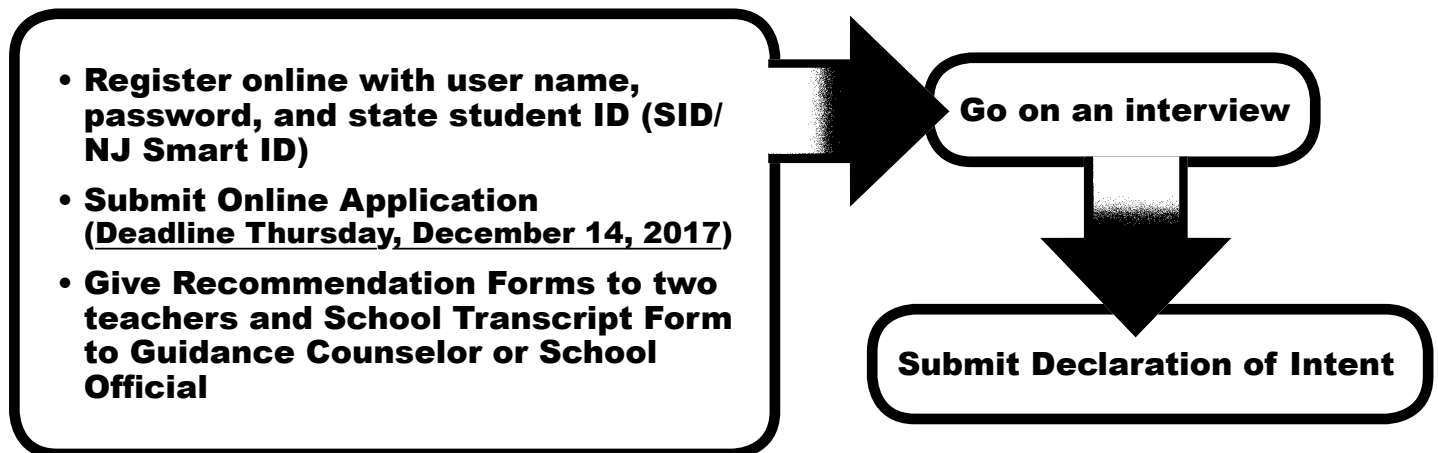 • Register online with user name,
password, and state student ID (SID/
NJ Smart ID)
• Submit Online Application
(Deadline Thursday, December 14, 2017)
• Give Recommendation Forms to two
teachers and School Transcript Form
to Guidance Counselor or School
Official
Go on an interview
Submit Declaration of Intent